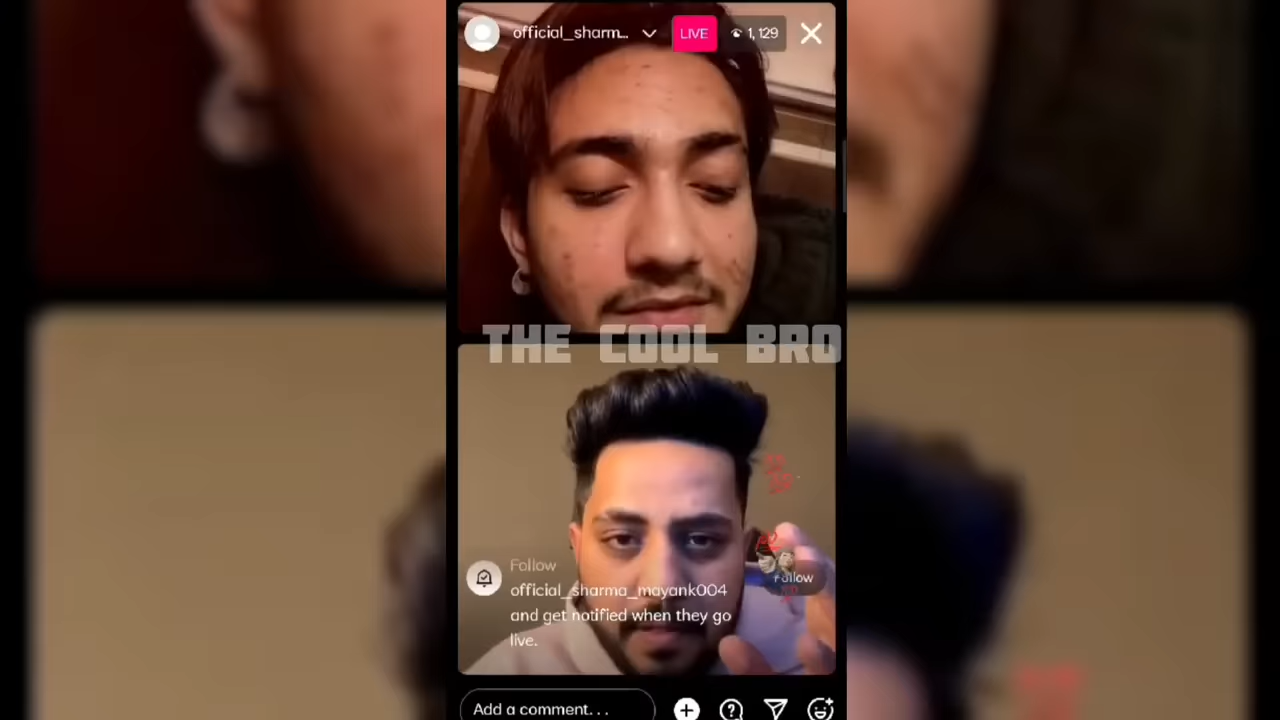 official_sharm...
LIVE
1,129
THE COOL BRO
Follow
official_sharma_mayank004
and get notified when they go
live.
Follow
Add a comment...